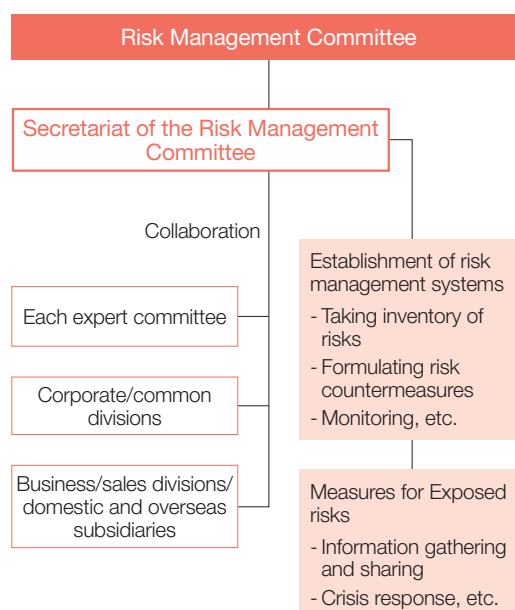 Risk Management Committee
Secretariat of the Risk Management
Committee
Collaboration
Each expert committee
Corporate/common
divisions
Business/sales divisions/
domestic and overseas
subsidiaries
Establishment of risk
management systems
- Taking inventory of
risks
- Formulating risk
countermeasures
- Monitoring, etc.
Measures for Exposed
risks
- Information gathering
and sharing
- Crisis response, etc.